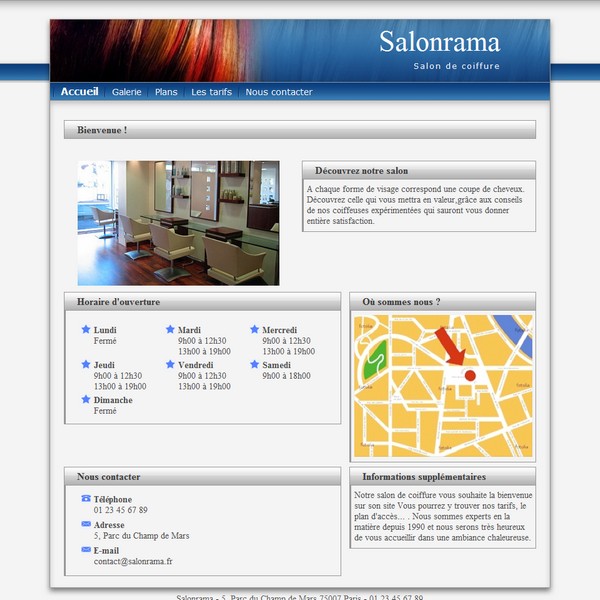 Salonrama
Salon de coiffure
Accueil
Galerie
Plans
Les tarifs
Nous contacter
Bienvenue !
Découvrez notre salon
A chaque forme de visage correspond une coupe de cheveux.
Découvrez celle qui vous mettra en valeur,grâce aux conseils
de nos coiffeuses expérimentées qui sauront vous donner
entière satisfaction.
Horaire d'ouverture
Lundi
Fermé
Mardi
9h00 à 12h30
13h00 à 19h00
Mercredi
9h00 à 12h30
13h00 à 19h00
Jeudi
9h00 à 12h30
13h00 à 19h00
Vendredi
9h00 à 12h30
13h00 à 19h00
Samedi
9h00 à 18h00
Dimanche
Fermé
Où sommes nous ?
Nous contacter
Téléphone
01 23 45 67 89
Adresse
5, Parc du Champ de Mars
E-mail
contact@salonrama.fr
Informations supplémentaires
Notre salon de coiffure vous souhaite la bienvenue
sur son site Vous pourrez y trouver nos tarifs, le
plan d'accès... . Nous sommes experts en la
matière depuis 1990 et nous serons très heureux
de vous accueillir dans une ambiance chaleureuse.
Salonrama - 5, Parc du Champ de Mars 75007 Paris - 01 23 45 67 89